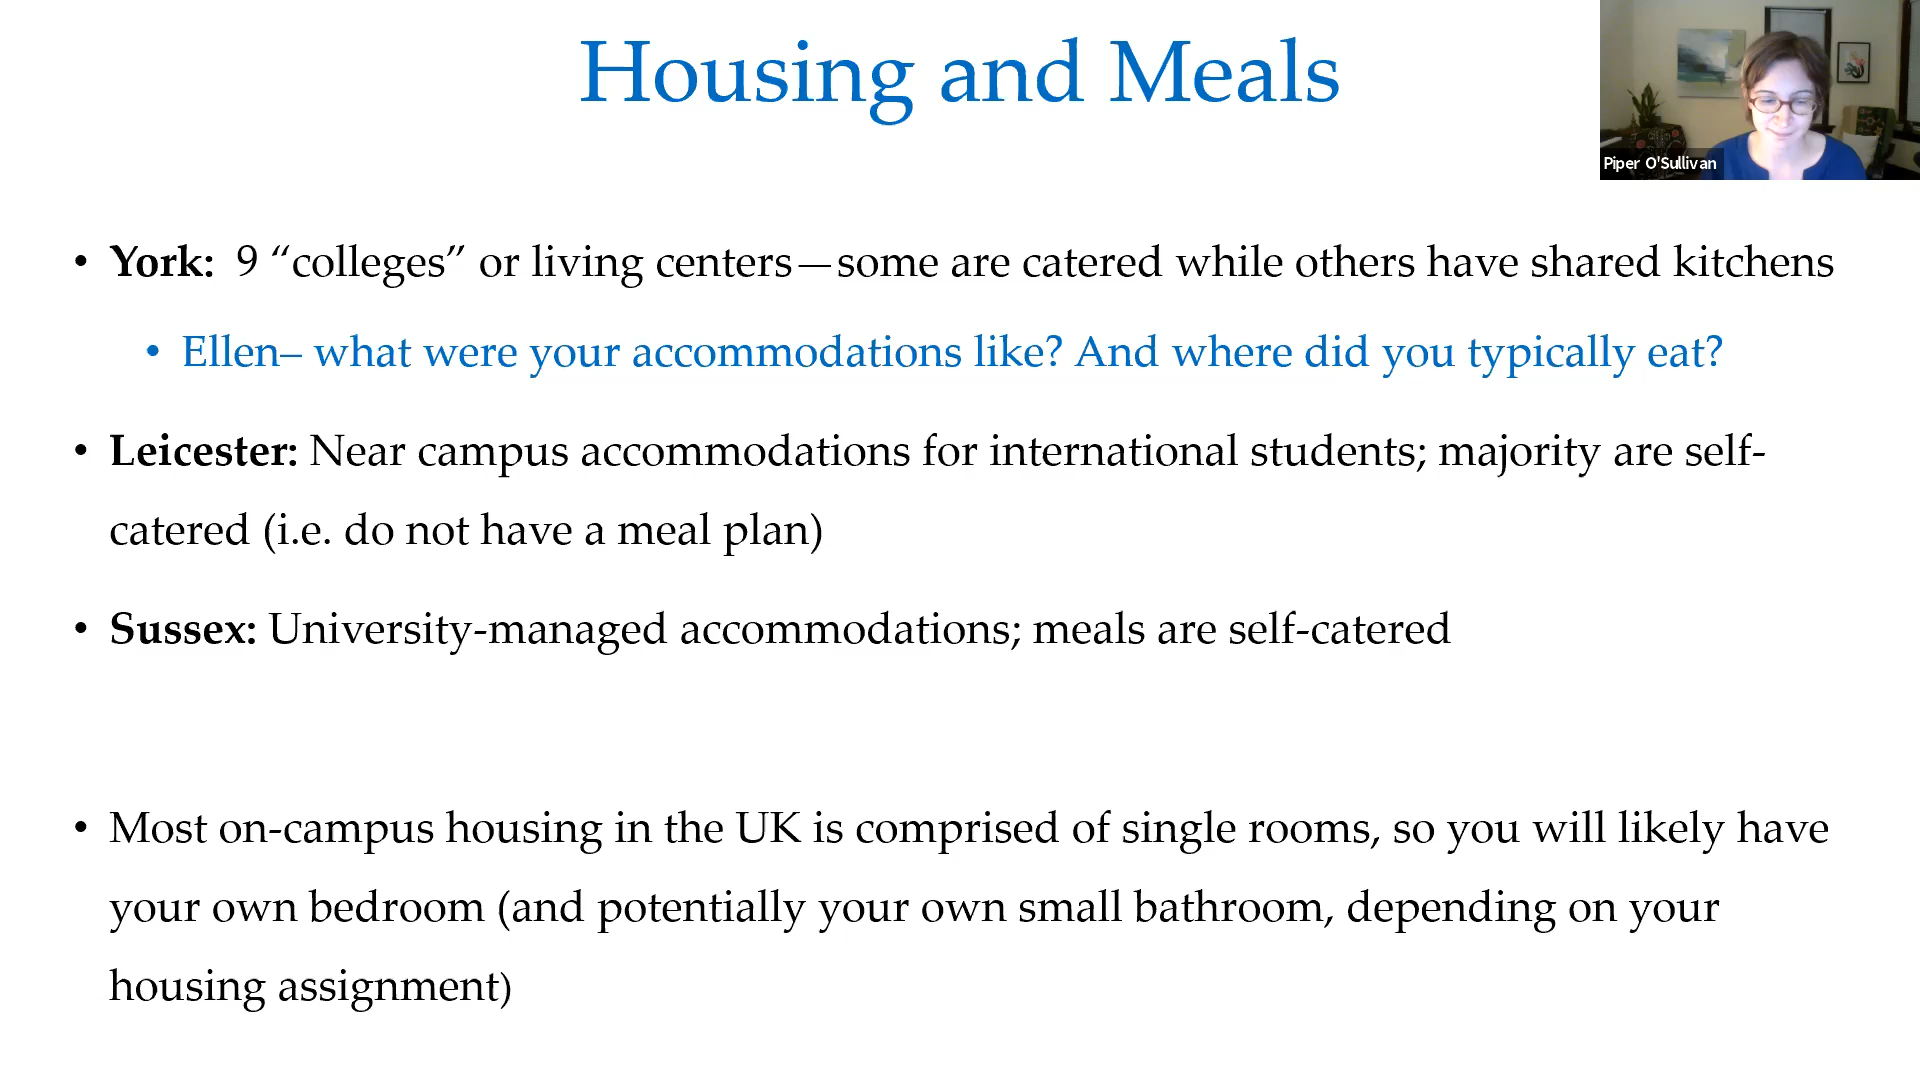 Housing and Meals
Piper O'Sullivan
• York:  9 “colleges” or living centers—some are catered while others have shared kitchens
• Ellen– what were your accommodations like? And where did you typically eat?
• Leicester: Near campus accommodations for international students; majority are self-
catered (i.e. do not have a meal plan)
• Sussex: University-managed accommodations; meals are self-catered
• Most on-campus housing in the UK is comprised of single rooms, so you will likely have
your own bedroom (and potentially your own small bathroom, depending on your
housing assignment)